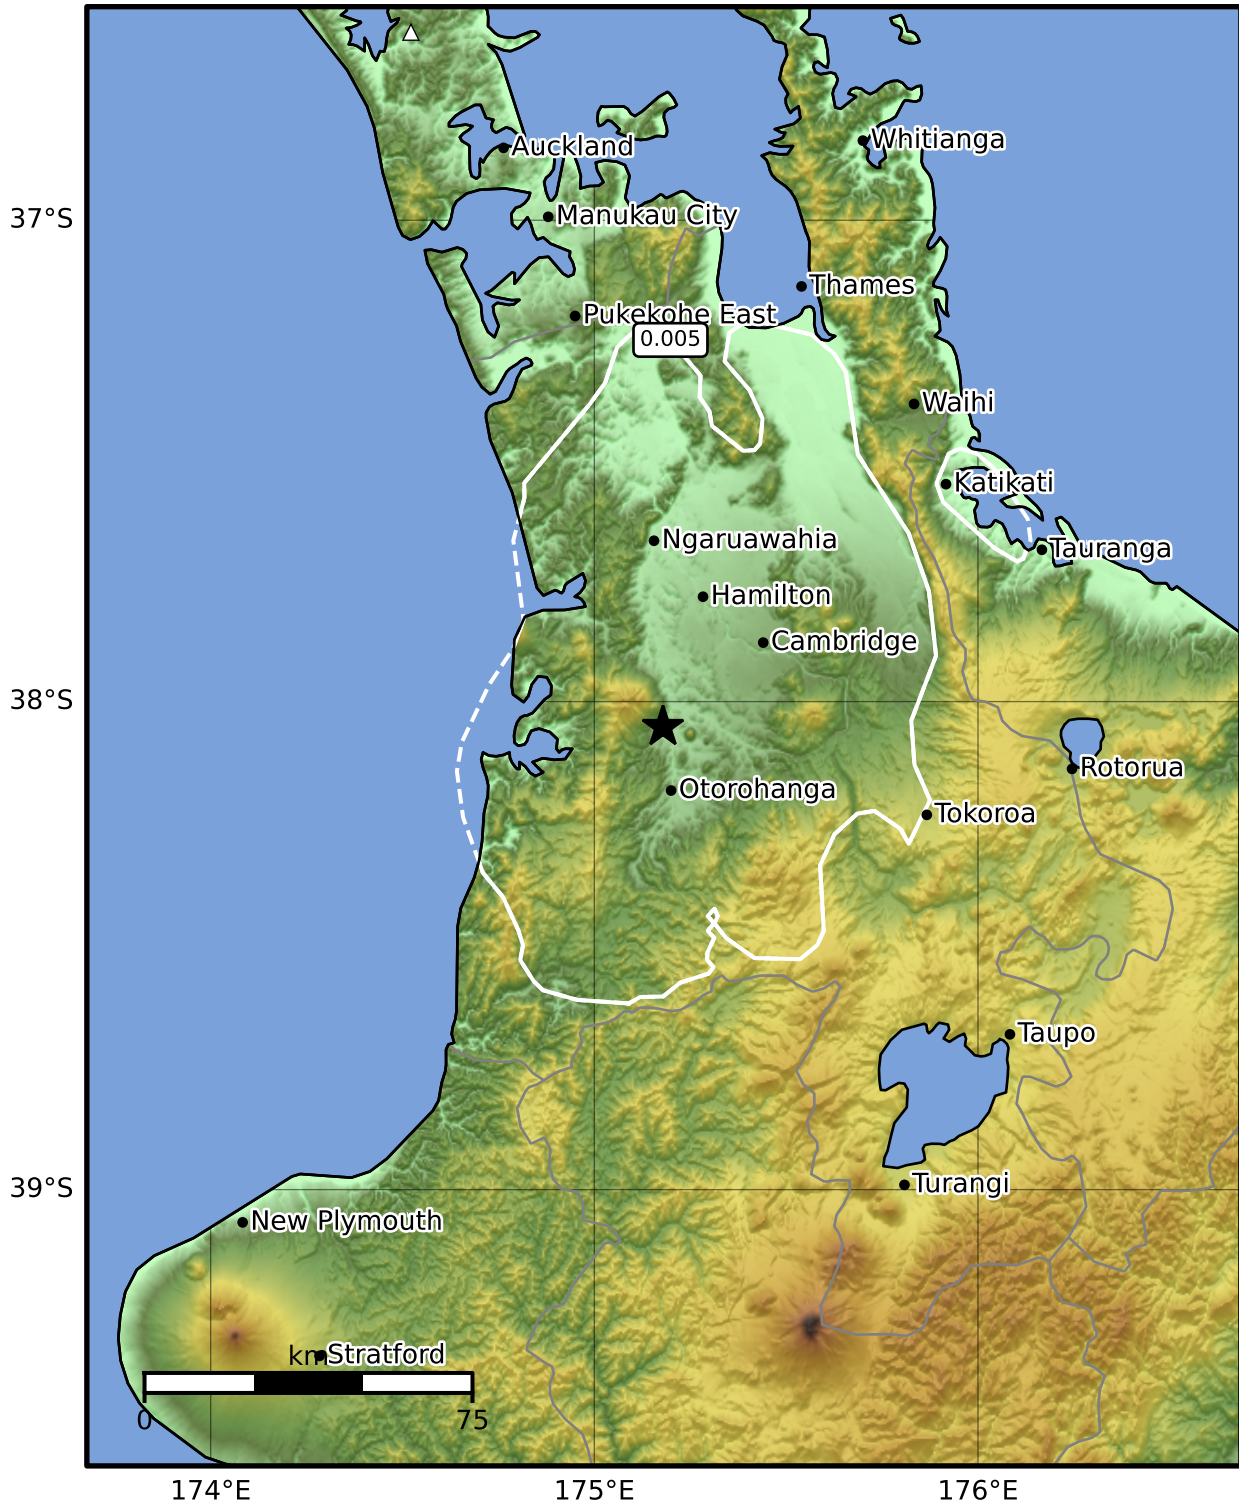 Auckland
Whitianga
Manukau City
37°S
Thames
Pukekohe East
0.005
Waihi
Katikati
Ngaruawahia
Tauranga
Hamilton
Cambridge
38°S
Rotorua
Otorohanga
Tokoroa
Taupo
39°S
Turangi
New Plymouth
km
Stratford
0
75
174°E
175°E
176°E